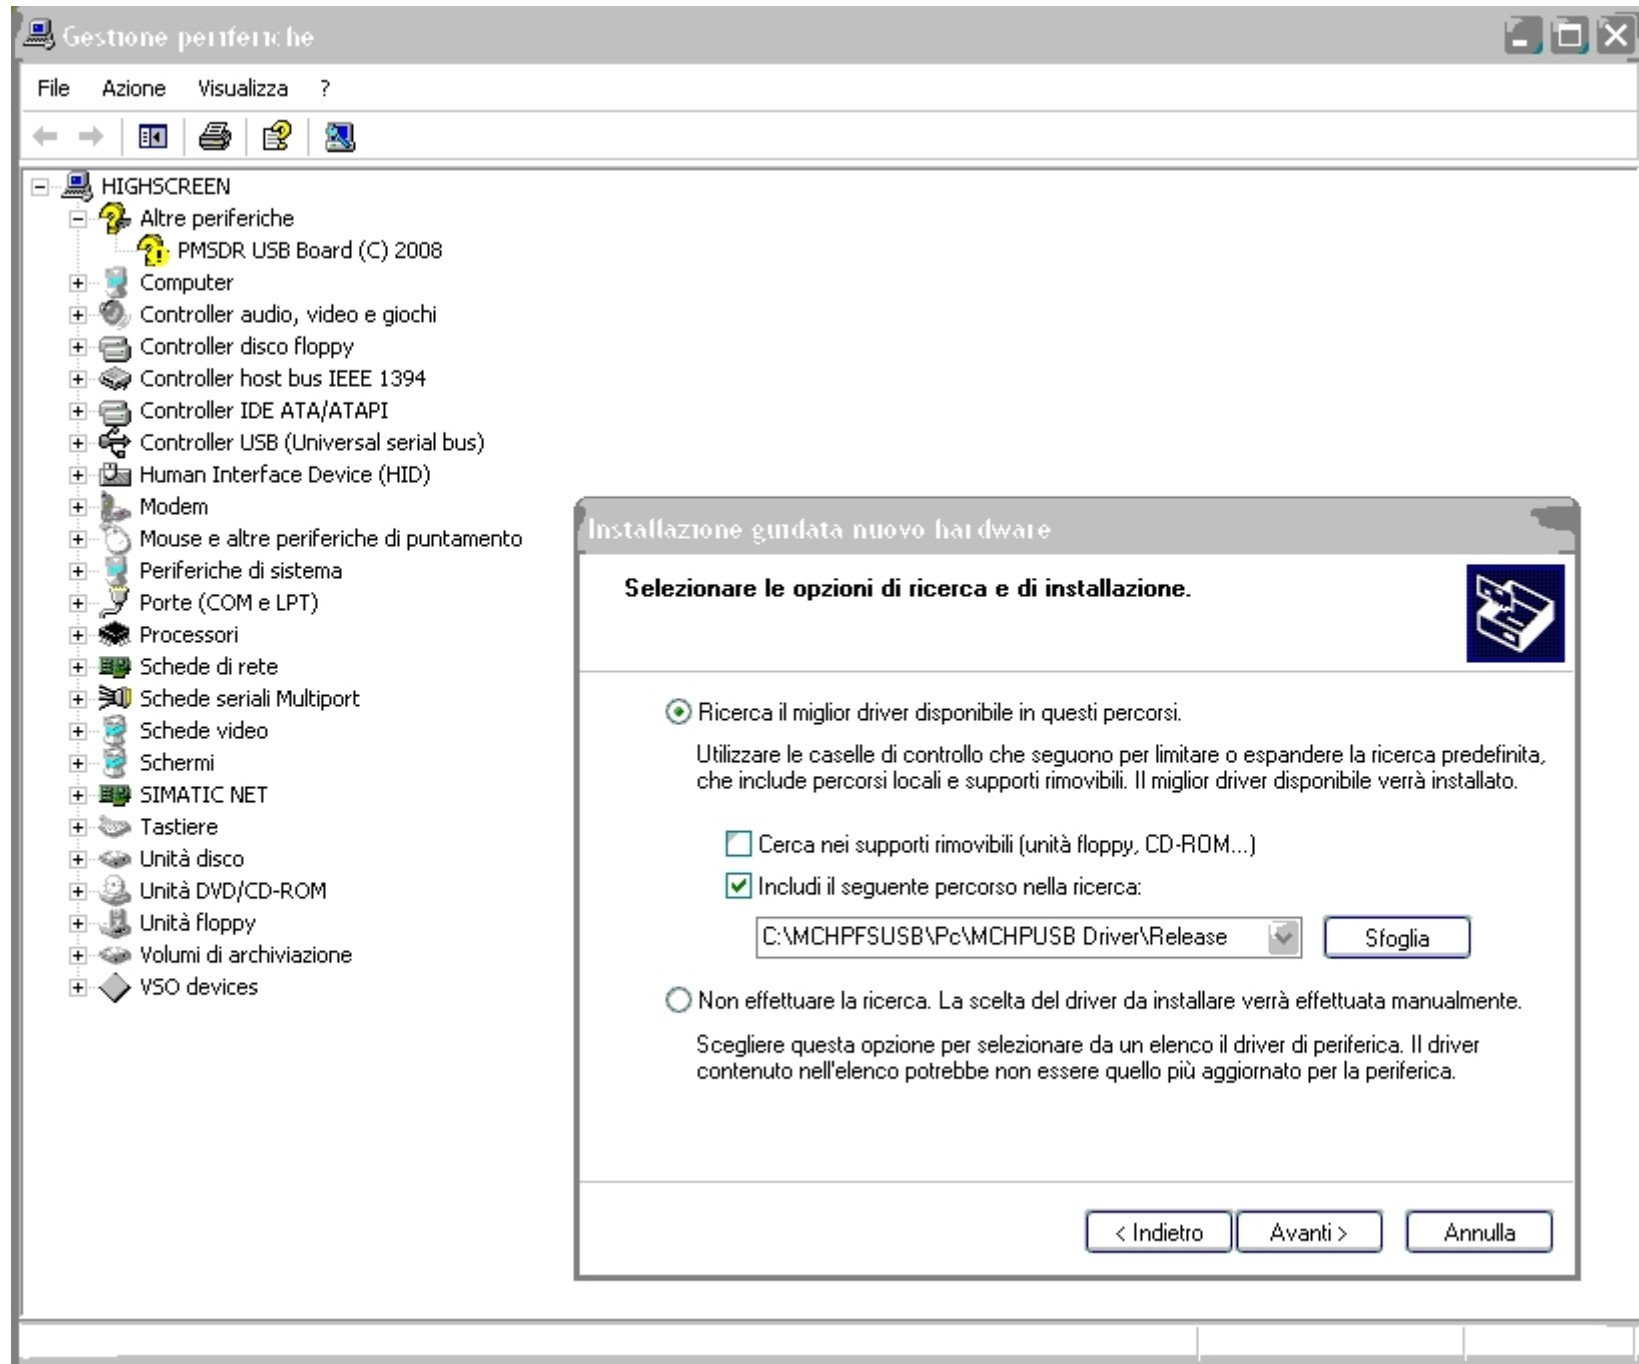 Gestione periferiche
File Azione Visualizza ?
HIGHSCREEN
Altre periferiche
PMSDR USB Board (C) 2008
Computer
Controller audio, video e giochi
Controller disco floppy
Controller host bus IEEE 1394
Controller IDE ATA/ATAPI
Controller USB (Universal serial bus)
Human Interface Device (HID)
Modem
Mouse e altre periferiche di puntamento
Periferiche di sistema
Porte (COM e LPT)
Processori
Schede di rete
Schede seriali Multiport
Schede video
Schermi
SIMATIC NET
Tastiere
Unità disco
Unità DVD/CD-ROM
Unità floppy
Volumi di archiviazione
VSO devices
Installazione guidata nuovo hardware
Selezionare le opzioni di ricerca e di installazione.
Ricerca il miglior driver disponibile in questi percorsi.
Utilizzare le caselle di controllo che seguono per limitare o espandere la ricerca predefinita,
che include percorsi locali e supporti rimovibili. Il miglior driver disponibile verrà installato.
Cerca nei supporti rimovibili (unità floppy, CD-ROM...)
Includi il seguente percorso nella ricerca:
C:\MCHPFSUSB\Pc\MCHPUSB Driver\Release
Sfoglia
Non effettuare la ricerca. La scelta del driver da installare verrà effettuata manualmente.
Scegliere questa opzione per selezionare da un elenco il driver di periferica. Il driver
contenuto nell'elenco potrebbe non essere quello più aggiornato per la periferica.
< Indietro Avanti > Annulla